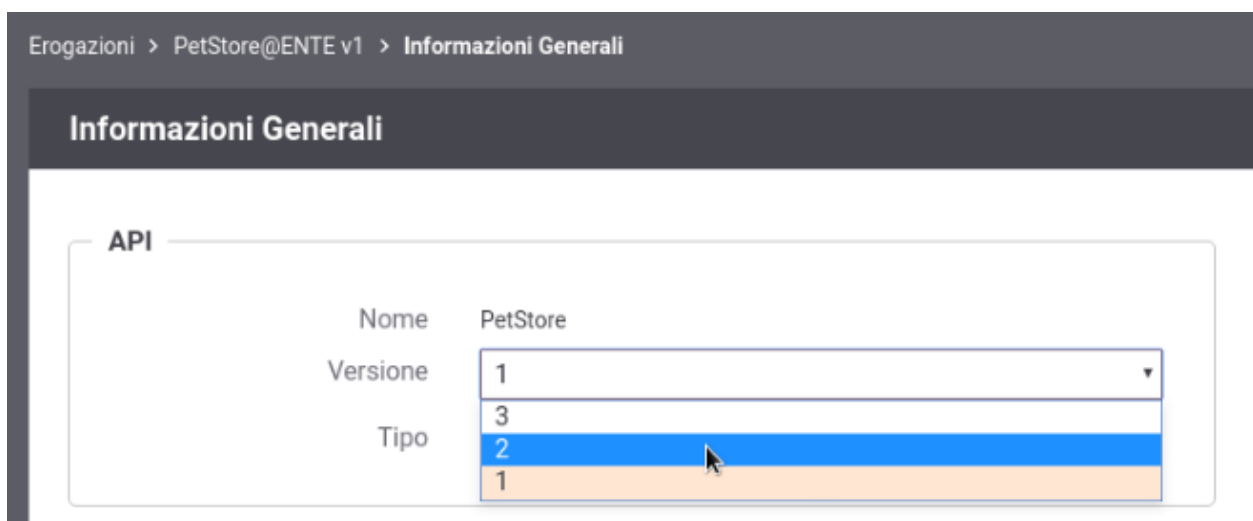 Erogazioni > PetStore@ENTE v1 > Informazioni Generali
Informazioni Generali
API
Nome PetStore
Versione 1
3
Tipo
2
1